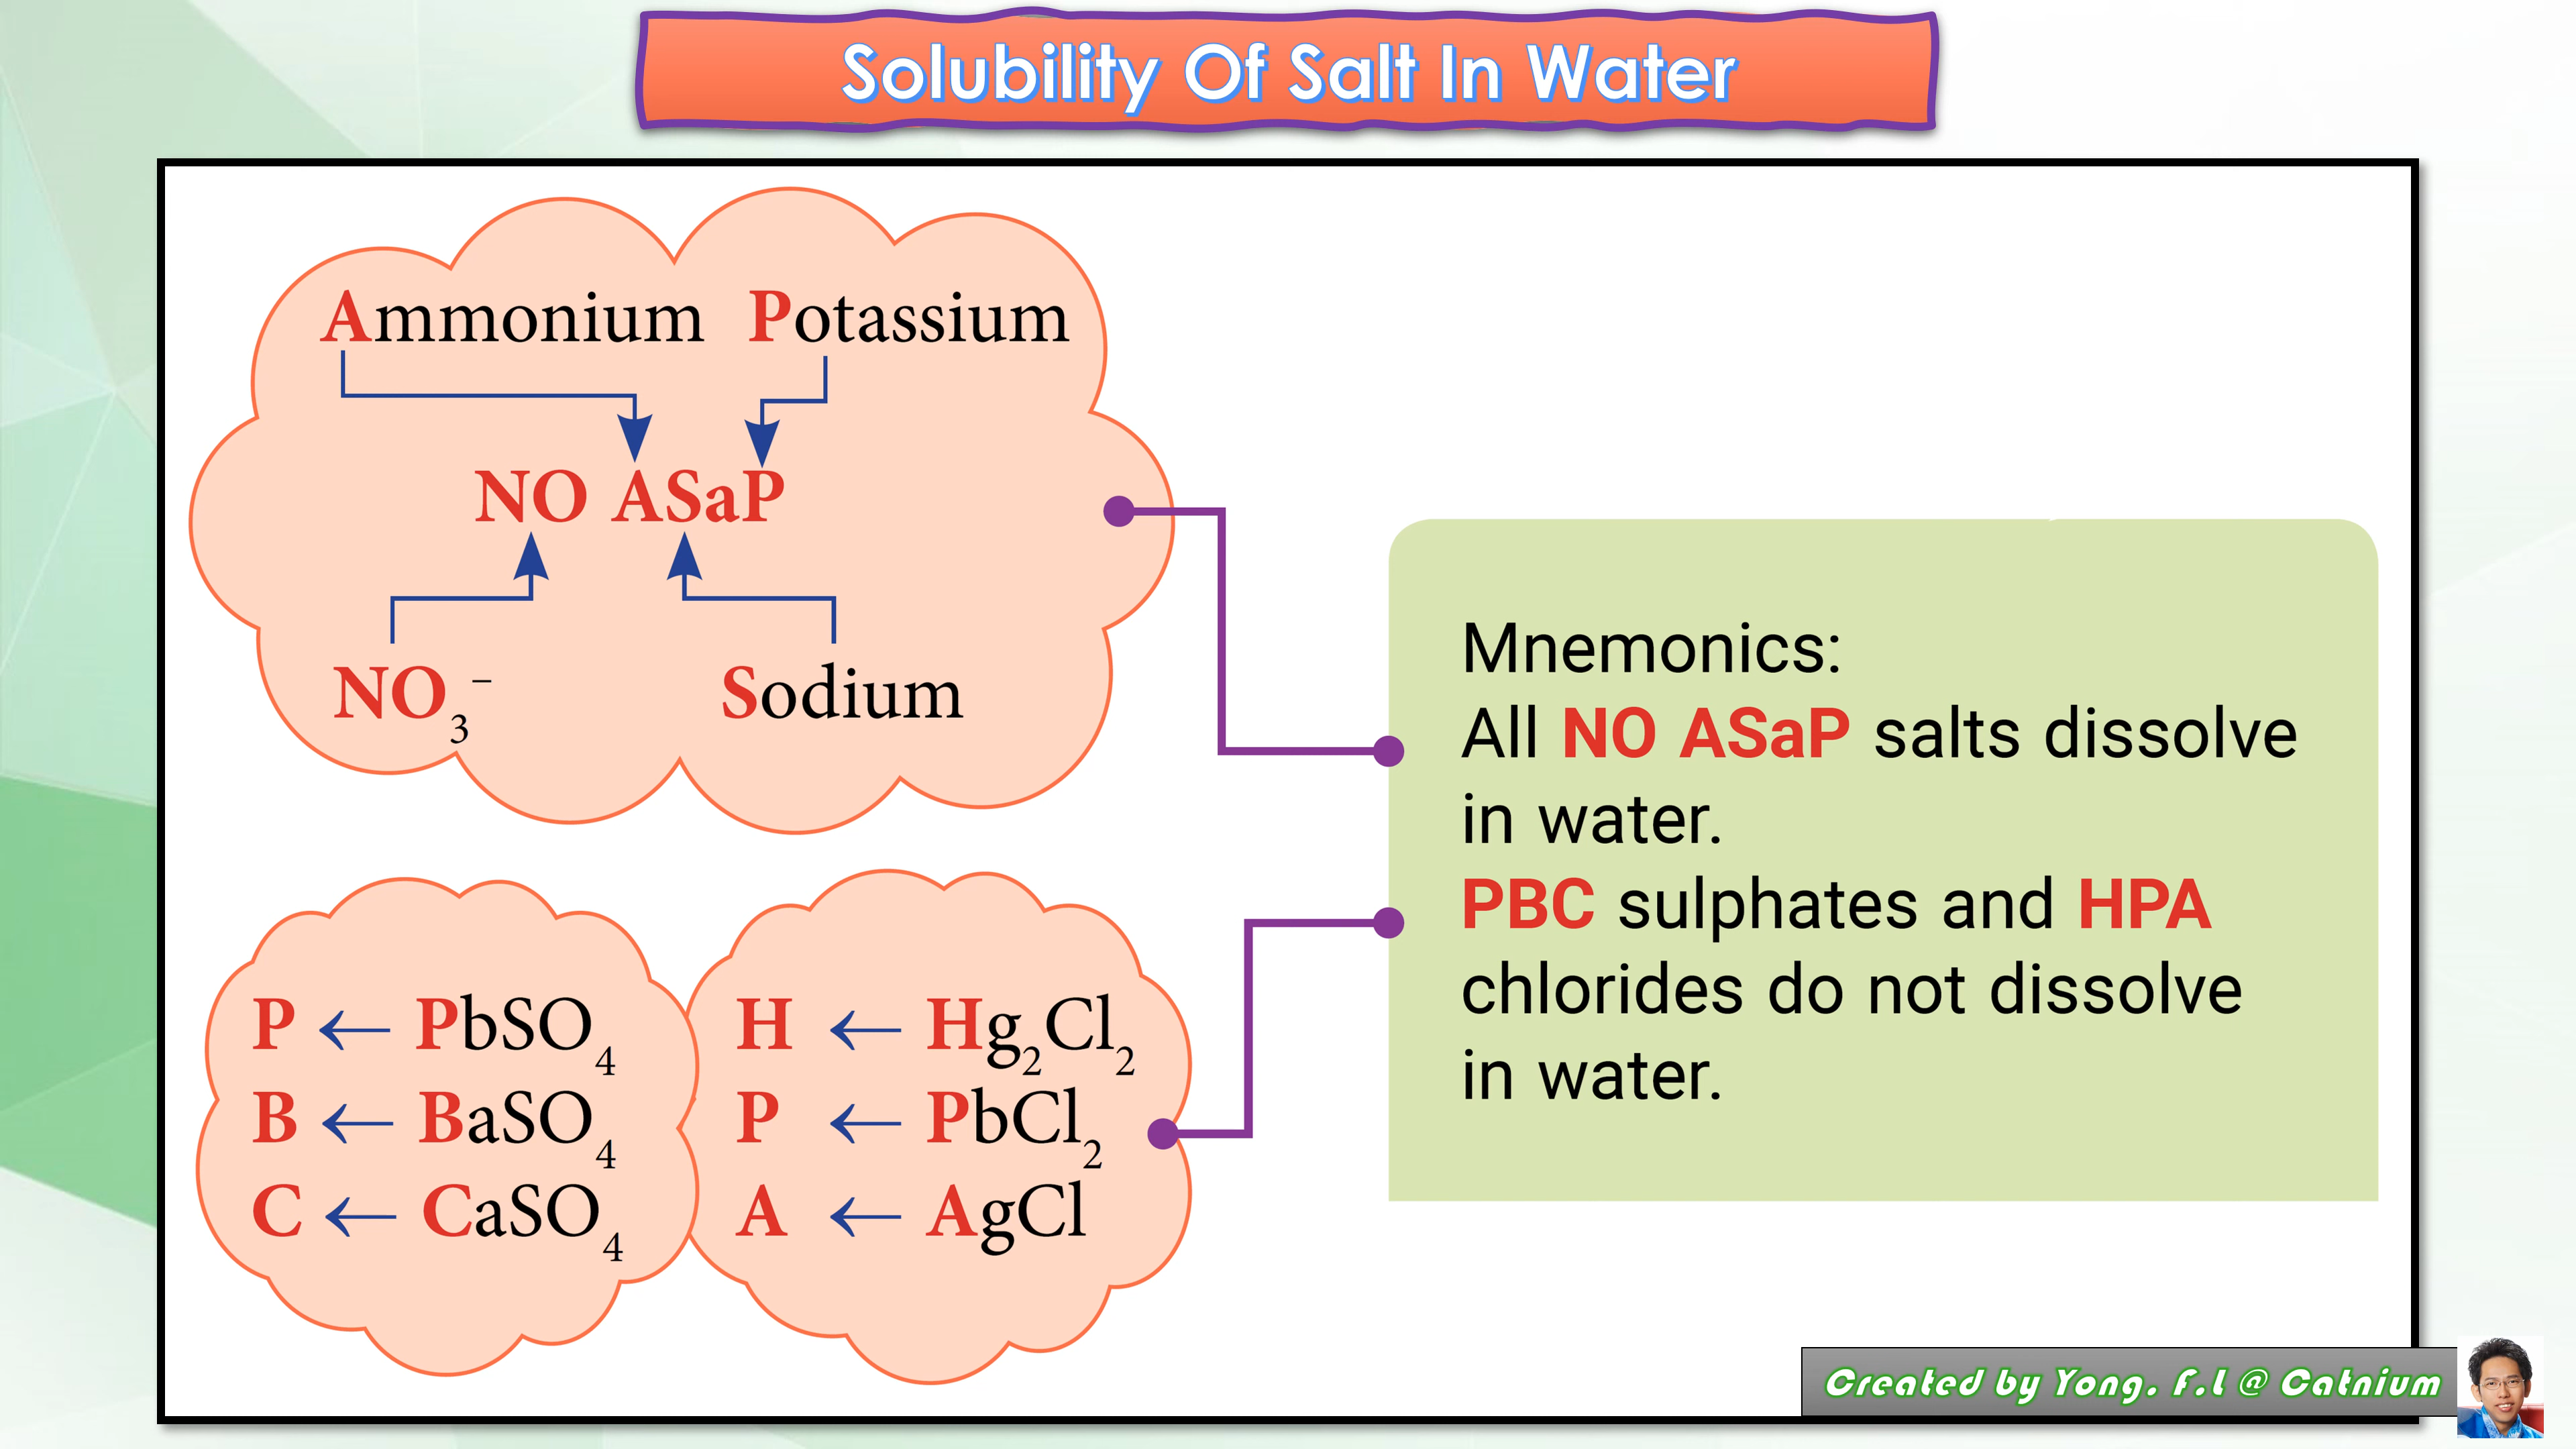 Solubility Of Salt In Water
Ammonium Potassium
NO ASaP
NO₃⁻ Sodium
P ← PbSO₄
B ← BaSO₄
C ← CaSO₄
H ← Hg₂Cl₂
P ← PbCl₂
A ← AgCl
Mnemonics:
All NO ASaP salts dissolve
in water.
PBC sulphates and HPA
chlorides do not dissolve
in water.
Created by Yong. F.L @ Catnium